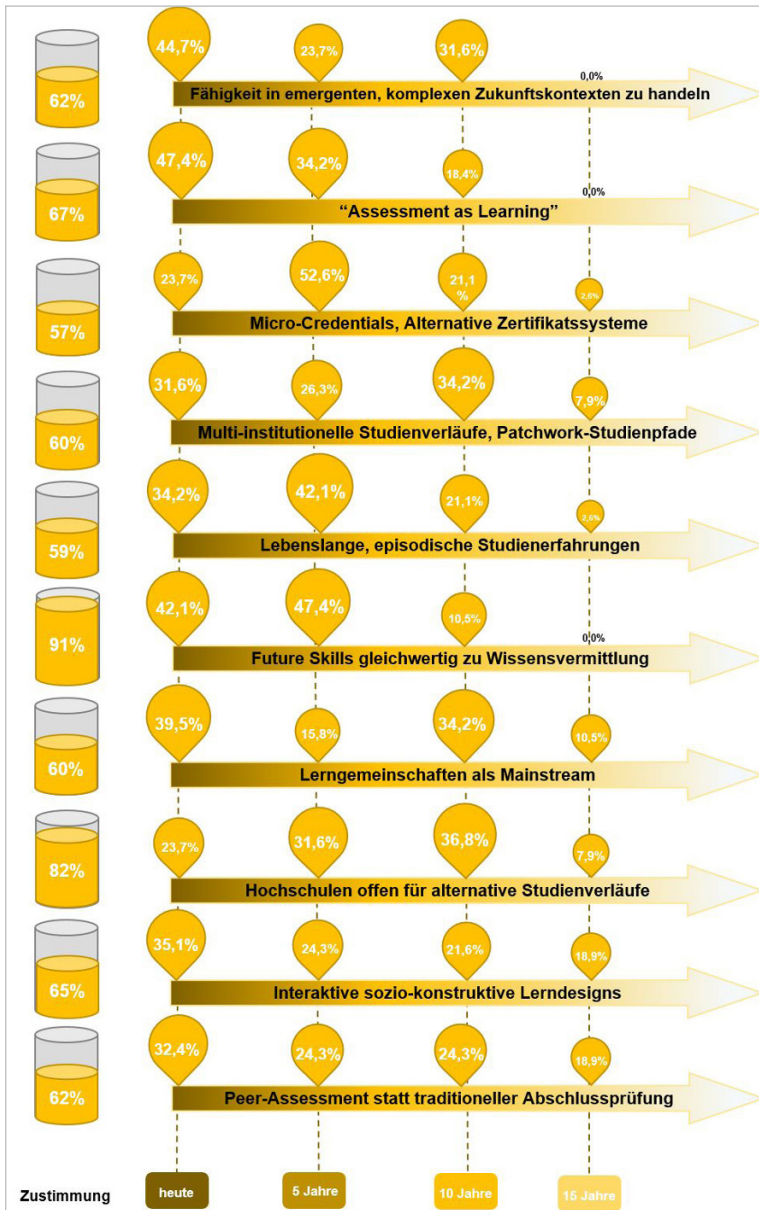 44,7% 23,7% 31,6% 0,0%
62% Fähigkeit in emergenten, komplexen Zukunftskontexten zu handeln
47,4% 34,2% 18,4% 0,0%
67% “Assessment as Learning”
23,7% 52,6% 21,1 2,6%
%
57% Micro-Credentials, Alternative Zertifikatssysteme
31,6% 26,3% 34,2% 7,9%
60% Multi-institutionelle Studienverläufe, Patchwork-Studienpfade
34,2% 42,1% 21,1% 2,6%
59% Lebenslange, episodische Studienerfahrungen
42,1% 47,4% 10,5% 0,0%
91% Future Skills gleichwertig zu Wissensvermittlung
39,5% 15,8% 34,2% 10,5%
60% Lerngemeinschaften als Mainstream
23,7% 31,6% 36,8% 7,9%
82% Hochschulen offen für alternative Studienverläufe
35,1% 24,3% 21,6% 18,9%
65% Interaktive sozio-konstruktive Lerndesigns
32,4% 24,3% 24,3% 18,9%
62% Peer-Assessment statt traditioneller Abschlussprüfung
Zustimmung heute 5 Jahre 10 Jahre 15 Jahre